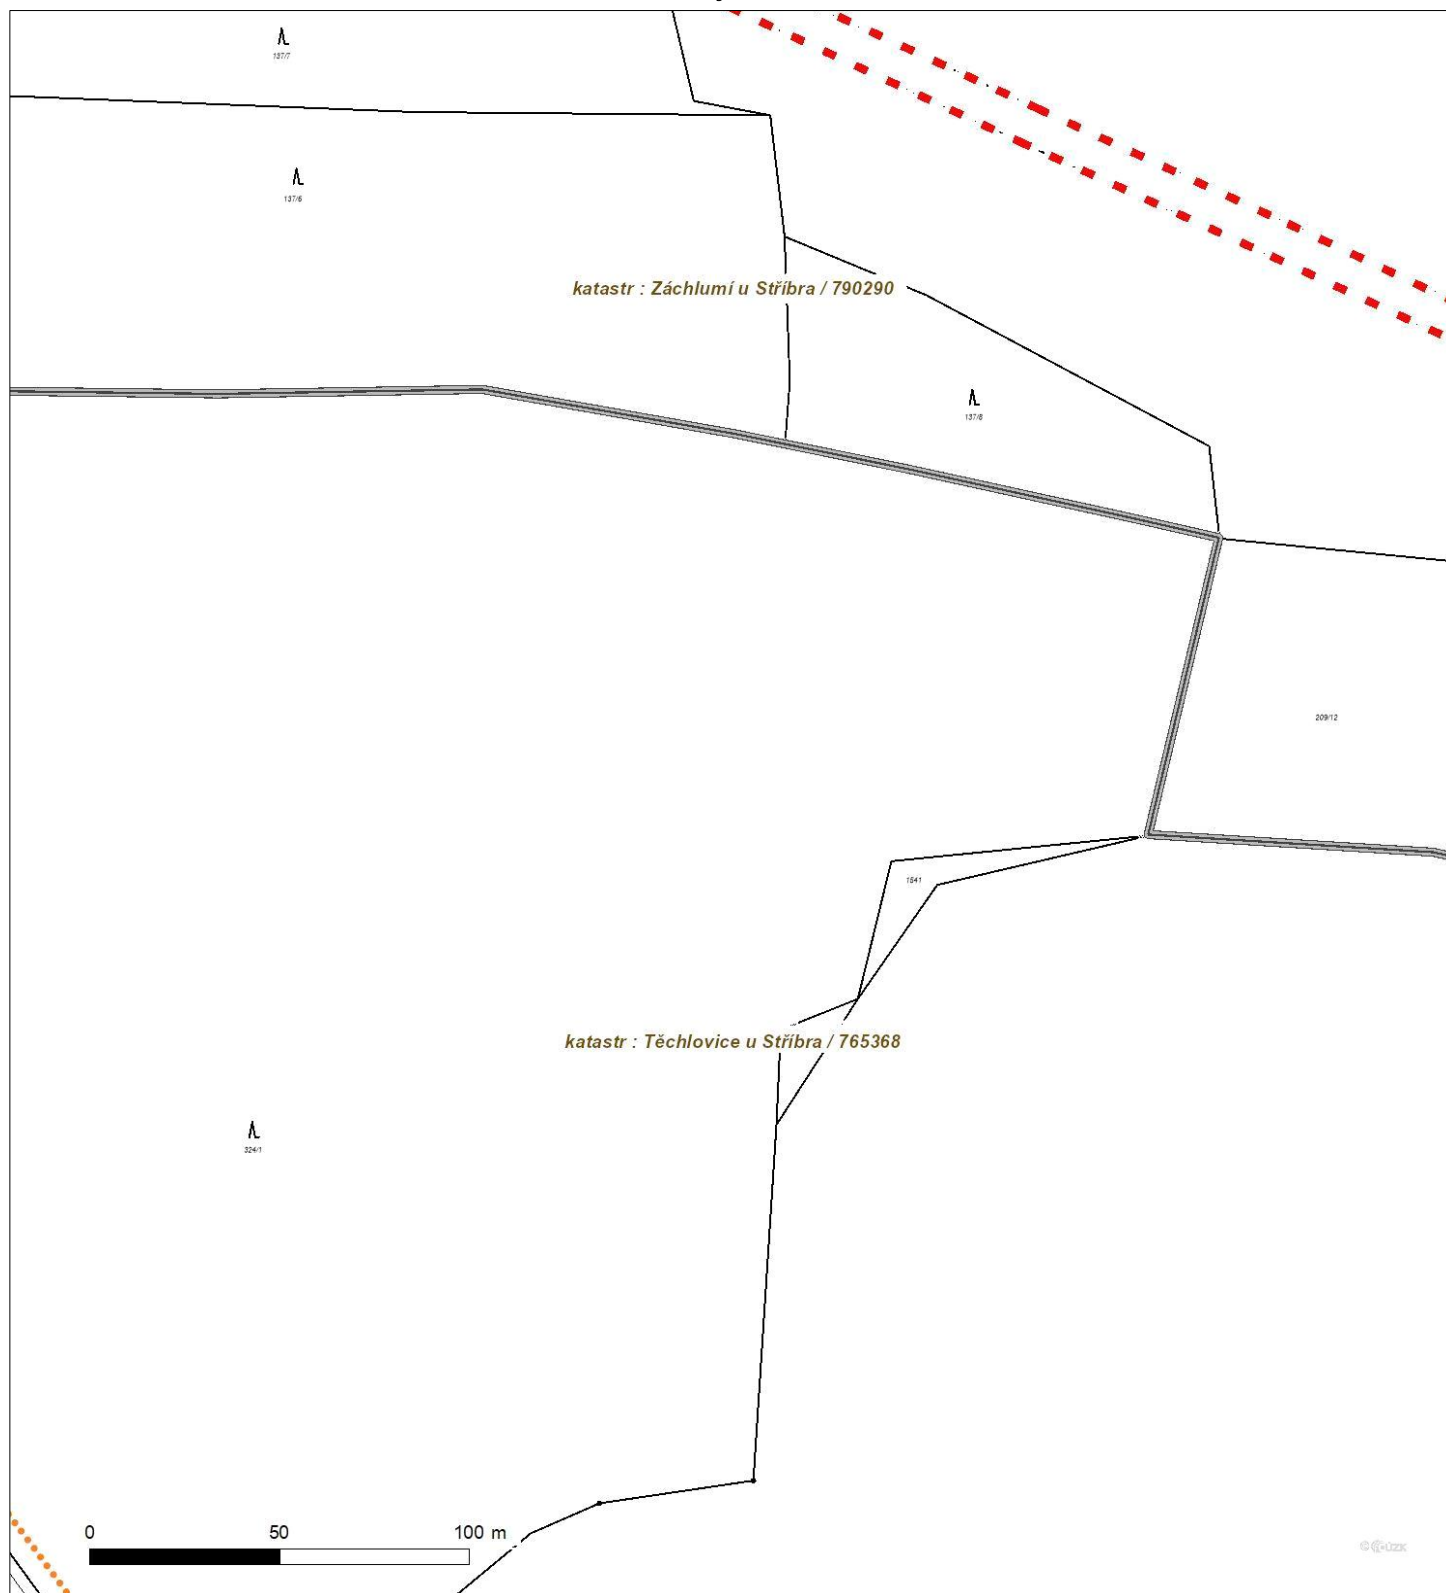 137/7
137/6
katastr : Záchlumí u Stříbra / 790290
137/8
209/12
1541
katastr : Těchlovice u Stříbra / 765368
324/1
0 50 100 m
© ČÚZK